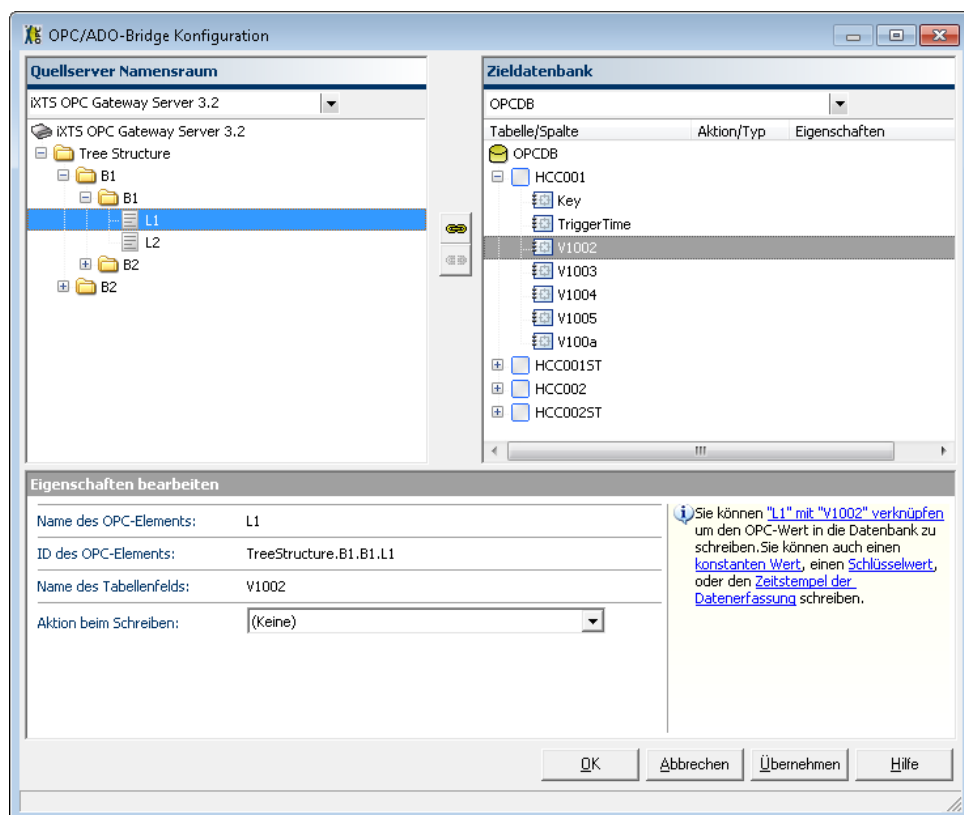 OPC/ADO-Bridge Konfiguration
Quellserver Namensraum
iXTS OPC Gateway Server 3.2
iXTS OPC Gateway Server 3.2
Tree Structure
B1
B1
L1
L2
B2
B2
Zieldatenbank
OPCDB
Tabelle/Spalte Aktion/Typ Eigenschaften
OPCDB
HCC001
Key
TriggerTime
V1002
V1003
V1004
V1005
V100a
HCC001ST
HCC002
HCC002ST
Eigenschaften bearbeiten
Name des OPC-Elements: L1
ID des OPC-Elements: TreeStructure.B1.B1.L1
Name des Tabellenfelds: V1002
Aktion beim Schreiben: (Keine)
Sie können "L1" mit "V1002" verknüpfen
um den OPC-Wert in die Datenbank zu
schreiben.Sie können auch einen
konstanten Wert, einen Schlüsselwert,
oder den Zeitstempel der
Datenerfassung schreiben.
OK Abbrechen Übernehmen Hilfe